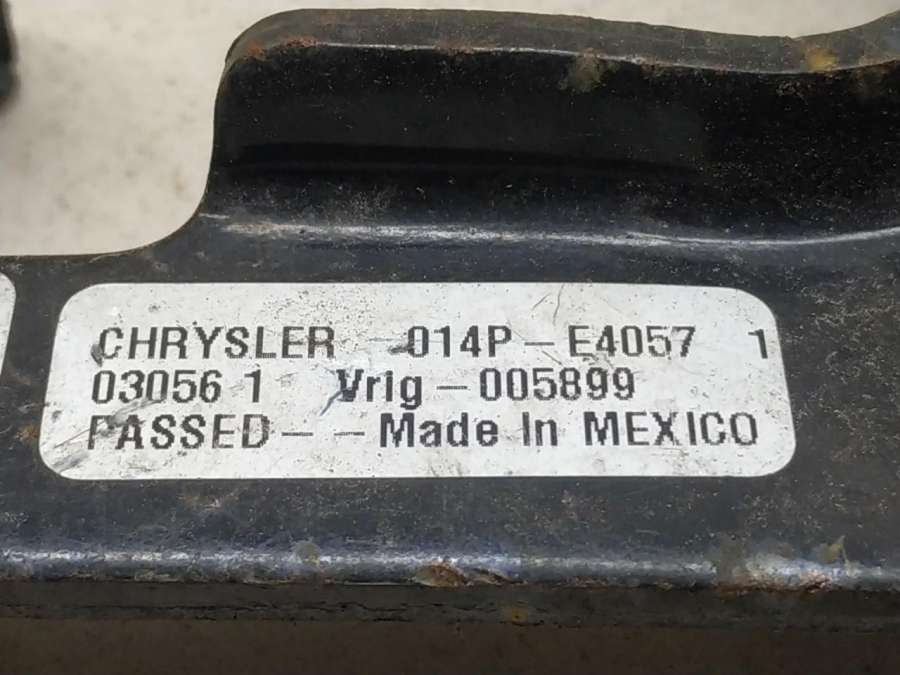 CHRYSLER -014P - E4057 1
03056 1 Vrig - 005899
PASSED - - Made In MEXICO